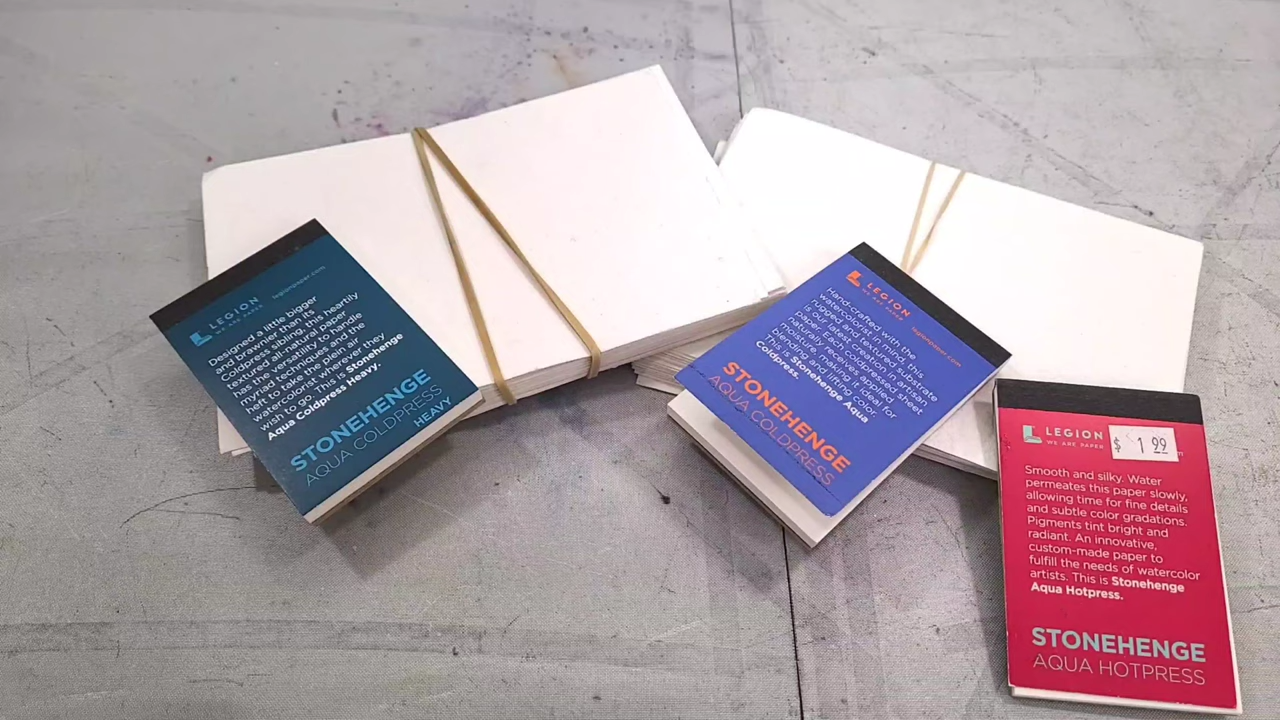 LEGION
WE ARE PAPER
legionpaper.com
Designed a little bigger
and brawnier than its
Coldpress sibling, this heartily
textured all natural paper
has the versatility to handle
myriad techniques and the
heft to take the plein air
watercolorist wherever they
wish to go. This is Stonehenge
Aqua Coldpress Heavy.
STONEHENGE
AQUA COLDPRESS
HEAVY
LEGION
WE ARE PAPER
legionpaper.com
Hand-crafted with the
watercolorist in mind,
rugged and textured, this
is our latest artisan substrate
paper. Each coldpressed sheet
naturally receives applied
moisture, making it ideal for
blending and lifting color.
This is Stonehenge Aqua
Coldpress.
STONEHENGE
AQUA COLDPRESS
LEGION
WE ARE PAPER
$ 1 99
m
Smooth and silky. Water
permeates this paper slowly,
allowing time for fine details
and subtle color gradations.
Pigments tint bright and
radiant. An innovative,
custom-made paper to
fulfill the needs of watercolor
artists. This is Stonehenge
Aqua Hotpress.
STONEHENGE
AQUA HOTPRESS